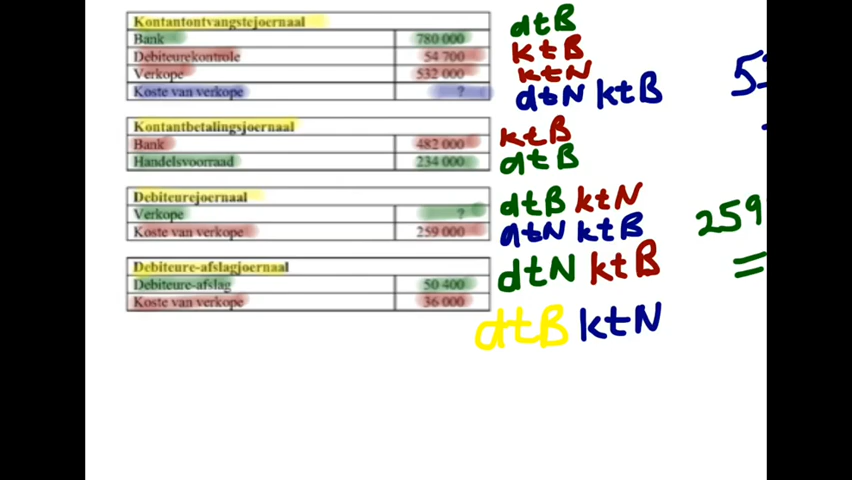 Kontantontvangstejoernaal
Bank 780 000
Debiteurekontrole 54 700
Verkope 532 000
Koste van verkope ?
dtB
ktB
ktN
dtN ktB
Kontantbetalingsjoernaal
Bank 482 000
Handelsvoorraad 234 000
ktB
dtB
Debiteurejoernaal
Verkope ?
Koste van verkope 259 000
dtB ktN
dtN ktB
259
=
Debiteure-afslagjoernaal
Debiteure-afslag 50 400
Koste van verkope 36 000
dtN ktB
dtB ktN